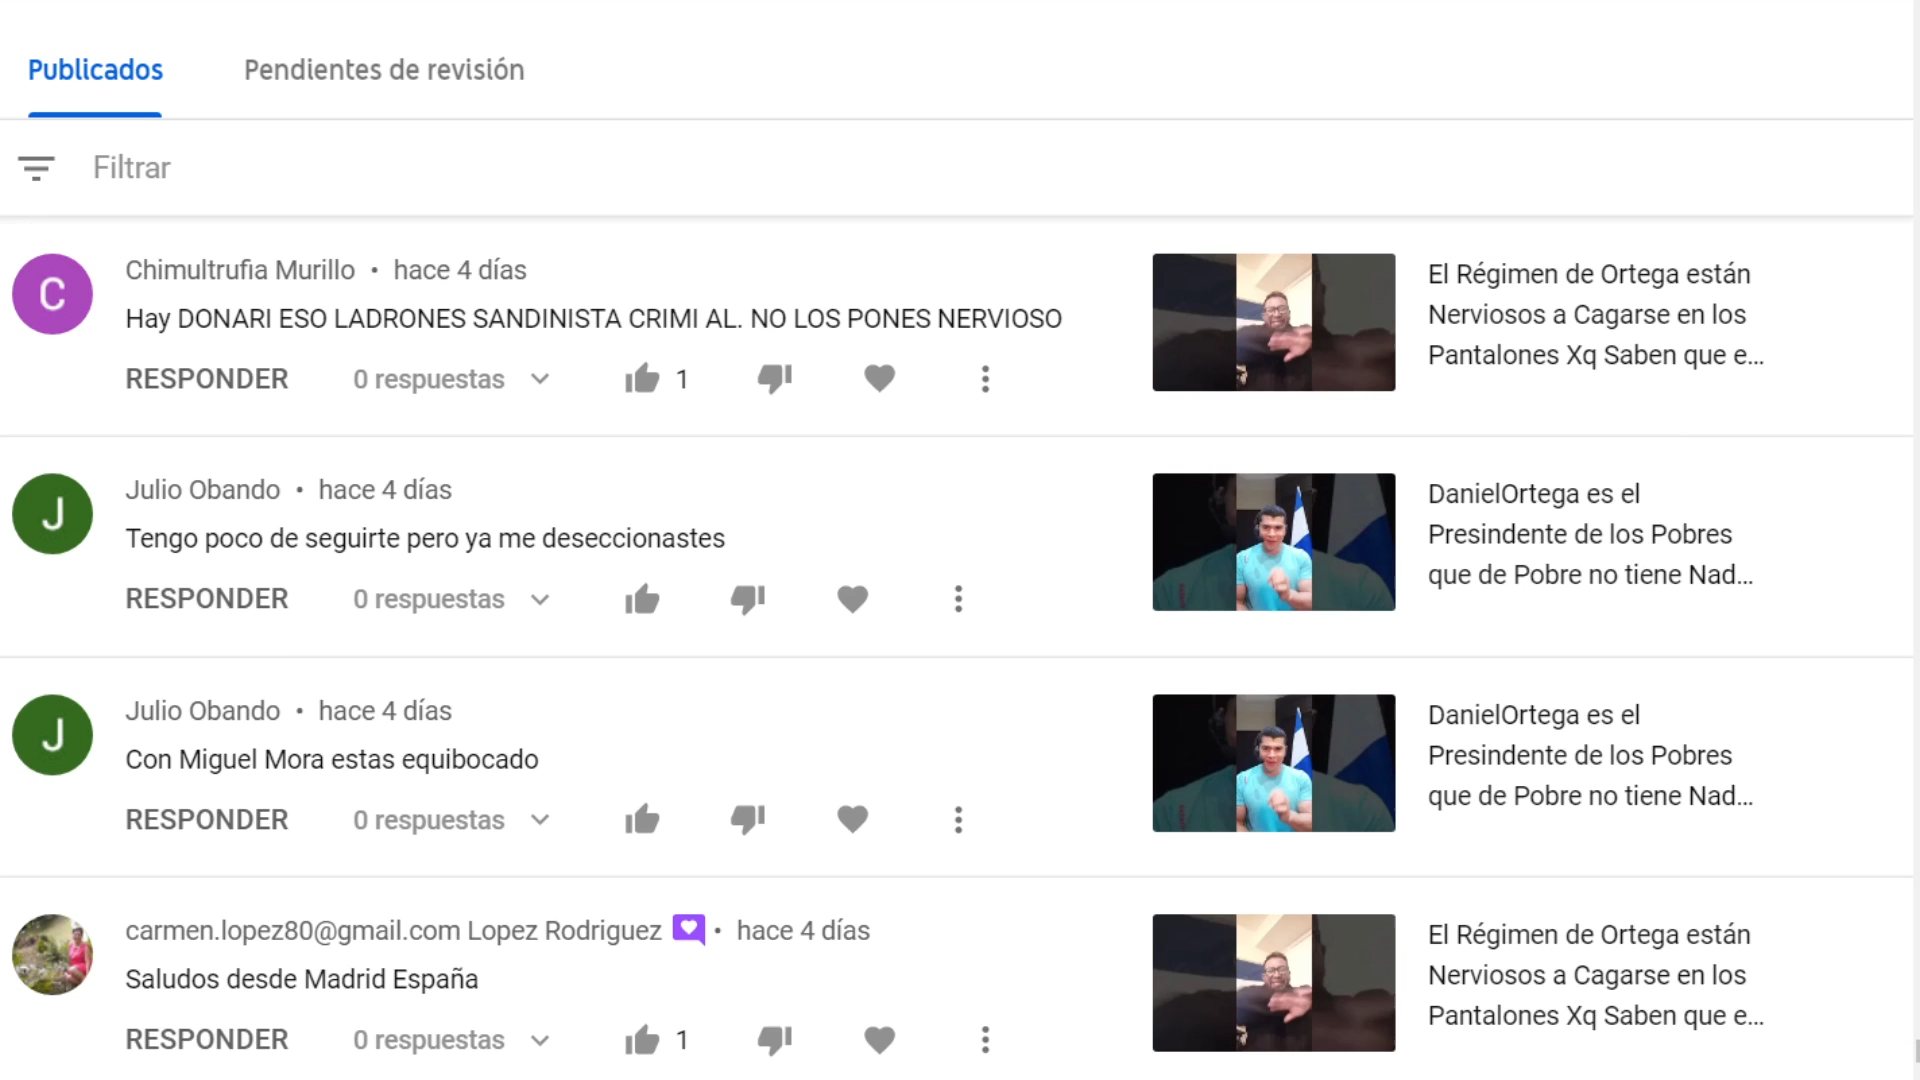 Publicados Pendientes de revisión
Filtrar
Chimultrufia Murillo • hace 4 días
Hay DONARI ESO LADRONES SANDINISTA CRIMI AL. NO LOS PONES NERVIOSO
RESPONDER 0 respuestas 1
El Régimen de Ortega están
Nerviosos a Cagarse en los
Pantalones Xq Saben que e...
Julio Obando • hace 4 días
Tengo poco de seguirte pero ya me deseccionastes
RESPONDER 0 respuestas
DanielOrtega es el
Presindente de los Pobres
que de Pobre no tiene Nad...
Julio Obando • hace 4 días
Con Miguel Mora estas equibocado
RESPONDER 0 respuestas
DanielOrtega es el
Presindente de los Pobres
que de Pobre no tiene Nad...
carmen.lopez80@gmail.com Lopez Rodriguez • hace 4 días
Saludos desde Madrid España
RESPONDER 0 respuestas 1
El Régimen de Ortega están
Nerviosos a Cagarse en los
Pantalones Xq Saben que e...
C
J
J